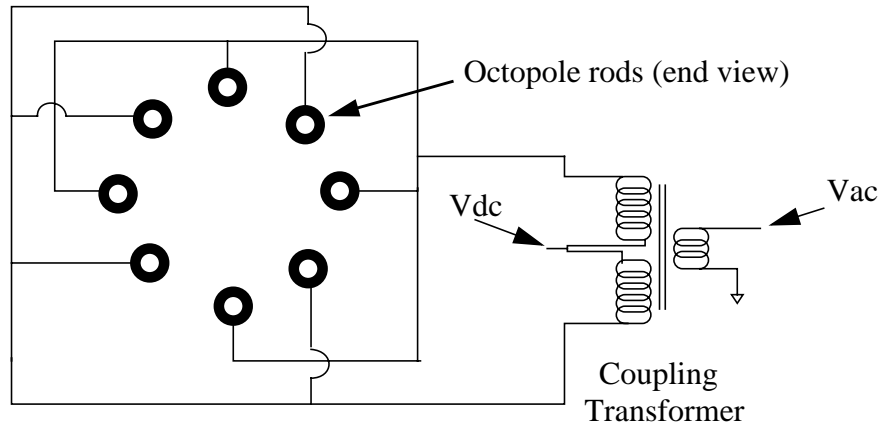 Octopole rods (end view)
Vdc
Vac
Coupling
Transformer